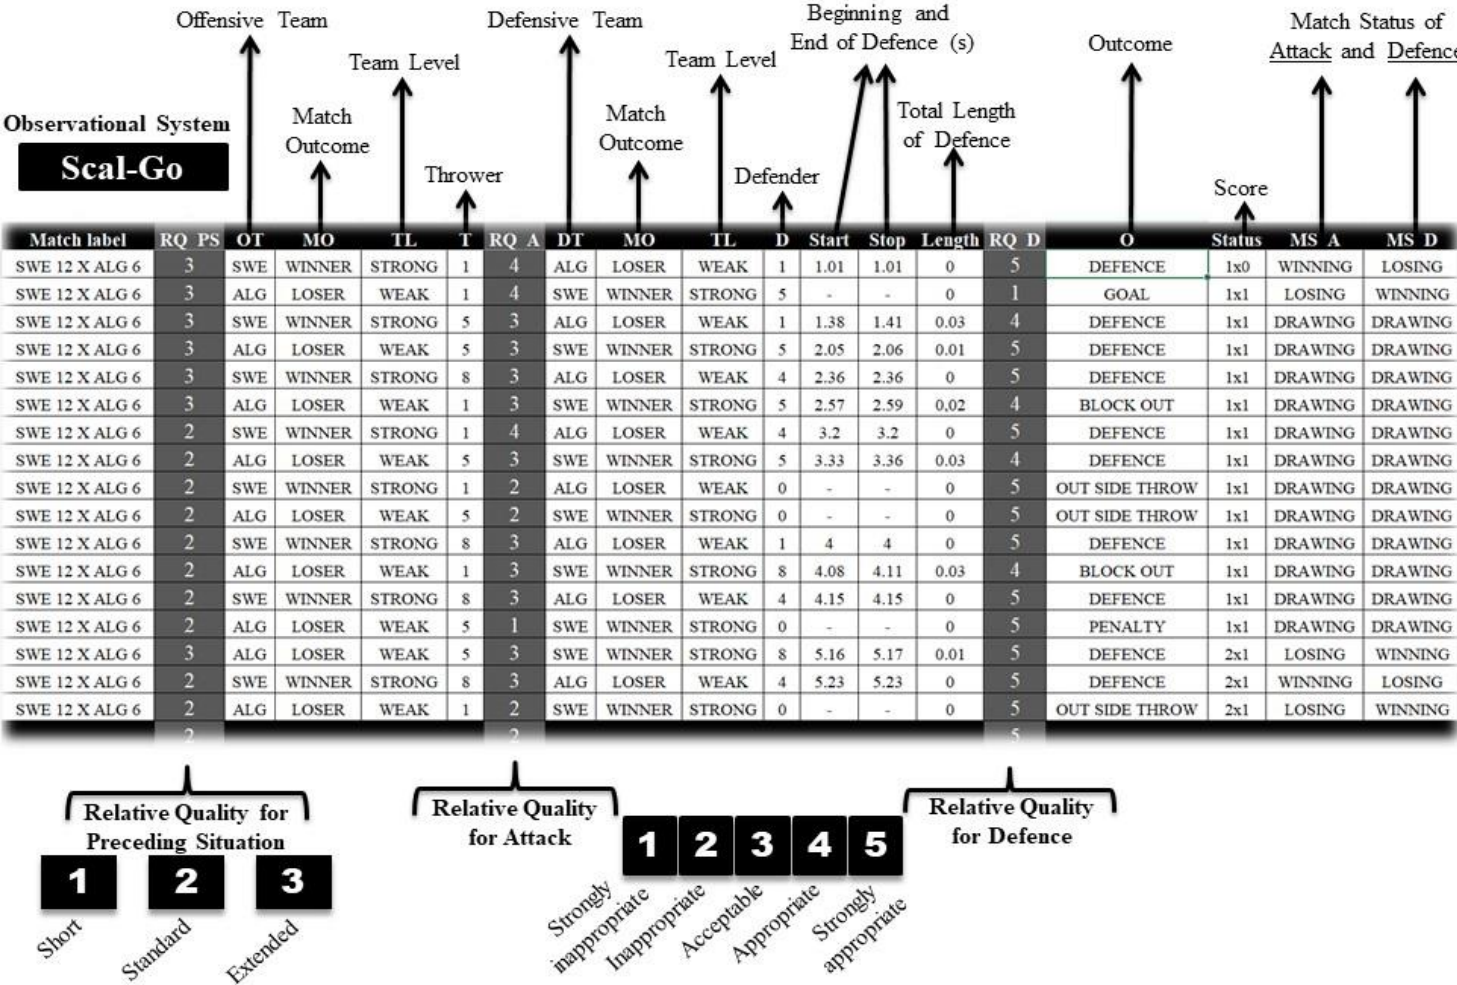 Offensive Team
Defensive Team
Beginning and
End of Defence (s)
Outcome
Match Status of
Attack and Defence
Team Level
Team Level
Observational System
Scal-Go
Match
Outcome
Match
Outcome
Total Length
of Defence
Thrower
Defender
Score
Match label RQ PS OT MO TL T RQ A DT MO TL D Start Stop Length RQ D O Status MS A MS D
SWE 12 X ALG 6 3 SWE WINNER STRONG 1 4 ALG LOSER WEAK 1 1.01 1.01 0 5 DEFENCE 1x0 WINNING LOSING
SWE 12 X ALG 6 3 ALG LOSER WEAK 1 4 SWE WINNER STRONG 5 - - 0 1 GOAL 1x1 LOSING WINNING
SWE 12 X ALG 6 3 SWE WINNER STRONG 5 3 ALG LOSER WEAK 1 1.38 1.41 0.03 4 DEFENCE 1x1 DRAWING DRAWING
SWE 12 X ALG 6 3 ALG LOSER WEAK 5 3 SWE WINNER STRONG 5 2.05 2.06 0.01 5 DEFENCE 1x1 DRAWING DRAWING
SWE 12 X ALG 6 3 SWE WINNER STRONG 8 3 ALG LOSER WEAK 4 2.36 2.36 0 5 DEFENCE 1x1 DRAWING DRAWING
SWE 12 X ALG 6 3 ALG LOSER WEAK 1 3 SWE WINNER STRONG 5 2.57 2.59 0,02 4 BLOCK OUT 1x1 DRAWING DRAWING
SWE 12 X ALG 6 2 SWE WINNER STRONG 1 4 ALG LOSER WEAK 4 3.2 3.2 0 5 DEFENCE 1x1 DRAWING DRAWING
SWE 12 X ALG 6 2 ALG LOSER WEAK 5 3 SWE WINNER STRONG 5 3.33 3.36 0.03 4 DEFENCE 1x1 DRAWING DRAWING
SWE 12 X ALG 6 2 SWE WINNER STRONG 1 2 ALG LOSER WEAK 0 - - 0 5 OUT SIDE THROW 1x1 DRAWING DRAWING
SWE 12 X ALG 6 2 ALG LOSER WEAK 5 2 SWE WINNER STRONG 0 - - 0 5 OUT SIDE THROW 1x1 DRAWING DRAWING
SWE 12 X ALG 6 2 SWE WINNER STRONG 8 3 ALG LOSER WEAK 1 4 4 0 5 DEFENCE 1x1 DRAWING DRAWING
SWE 12 X ALG 6 2 ALG LOSER WEAK 1 3 SWE WINNER STRONG 8 4.08 4.11 0.03 4 BLOCK OUT 1x1 DRAWING DRAWING
SWE 12 X ALG 6 2 SWE WINNER STRONG 8 3 ALG LOSER WEAK 4 4.15 4.15 0 5 DEFENCE 1x1 DRAWING DRAWING
SWE 12 X ALG 6 2 ALG LOSER WEAK 5 1 SWE WINNER STRONG 0 - - 0 5 PENALTY 1x1 DRAWING DRAWING
SWE 12 X ALG 6 3 ALG LOSER WEAK 5 3 SWE WINNER STRONG 8 5.16 5.17 0.01 5 DEFENCE 2x1 LOSING WINNING
SWE 12 X ALG 6 2 SWE WINNER STRONG 8 3 ALG LOSER WEAK 4 5.23 5.23 0 5 DEFENCE 2x1 WINNING LOSING
SWE 12 X ALG 6 2 ALG LOSER WEAK 1 2 SWE WINNER STRONG 0 - - 0 5 OUT SIDE THROW 2x1 LOSING WINNING
2 2 5
Relative Quality for
Preceding Situation
1 2 3
Short
Standard
Extended
Relative Quality
for Attack
1 2 3 4 5
Strongly
inappropriate
Inappropriate
Acceptable
Appropriate
Strongly
appropriate
Relative Quality
for Defence